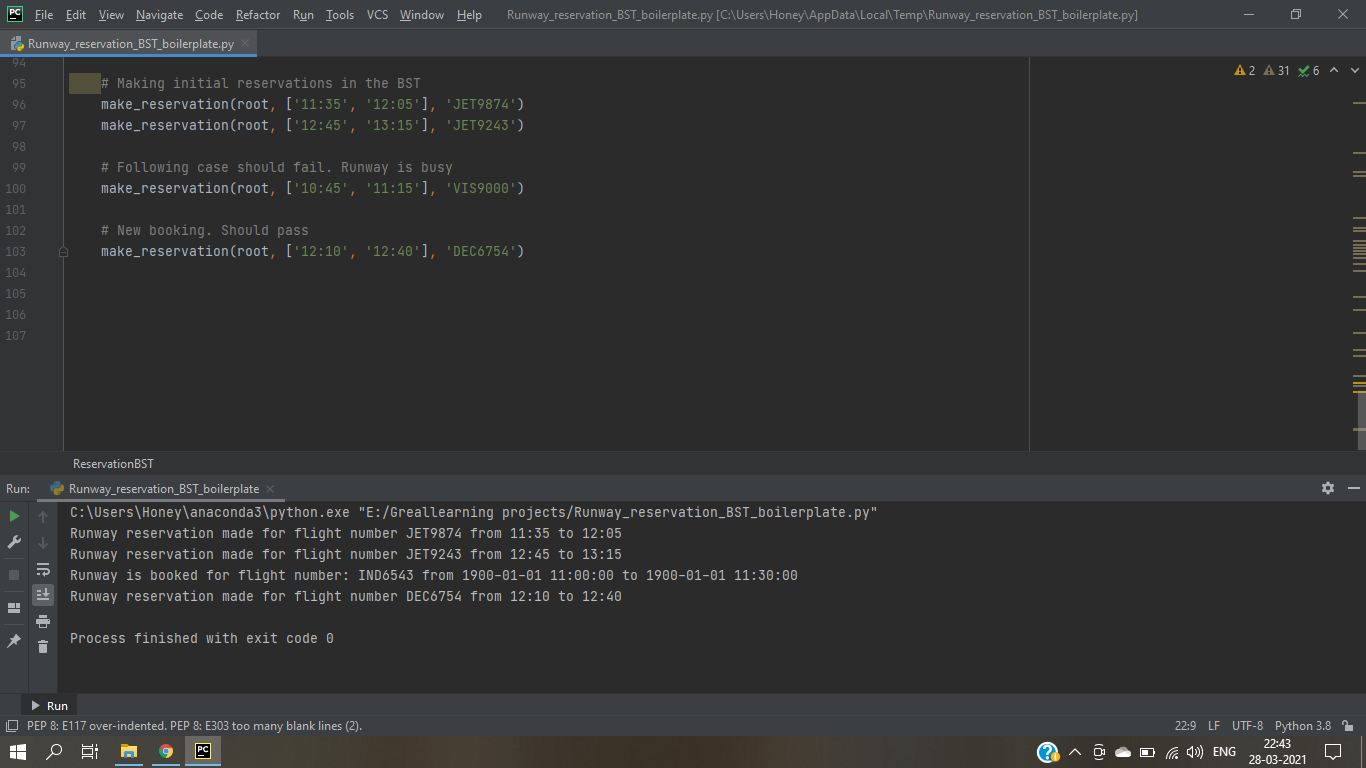 PC File Edit View Navigate Code Refactor Run Tools VCS Window Help Runway_reservation_BST_boilerplate.py [C:\Users\Honey\AppData\Local\Temp\Runway_reservation_BST_boilerplate.py]
Runway_reservation_BST_boilerplate.py
94
2 31 6
95 # Making initial reservations in the BST
96 make_reservation(root, ['11:35', '12:05'], 'JET9874')
97 make_reservation(root, ['12:45', '13:15'], 'JET9243')
98
99 # Following case should fail. Runway is busy
100 make_reservation(root, ['10:45', '11:15'], 'VIS9000')
101
102 # New booking. Should pass
103 make_reservation(root, ['12:10', '12:40'], 'DEC6754')
104
105
106
107
ReservationBST
Run: Runway_reservation_BST_boilerplate
C:\Users\Honey\anaconda3\python.exe "E:/Greallearning projects/Runway_reservation_BST_boilerplate.py"
Runway reservation made for flight number JET9874 from 11:35 to 12:05
Runway reservation made for flight number JET9243 from 12:45 to 13:15
Runway is booked for flight number: IND6543 from 1900-01-01 11:00:00 to 1900-01-01 11:30:00
Runway reservation made for flight number DEC6754 from 12:10 to 12:40
Process finished with exit code 0
Run
PEP 8: E117 over-indented. PEP 8: E303 too many blank lines (2). 22:9 LF UTF-8 Python 3.8
PC ENG 22:43
28-03-2021